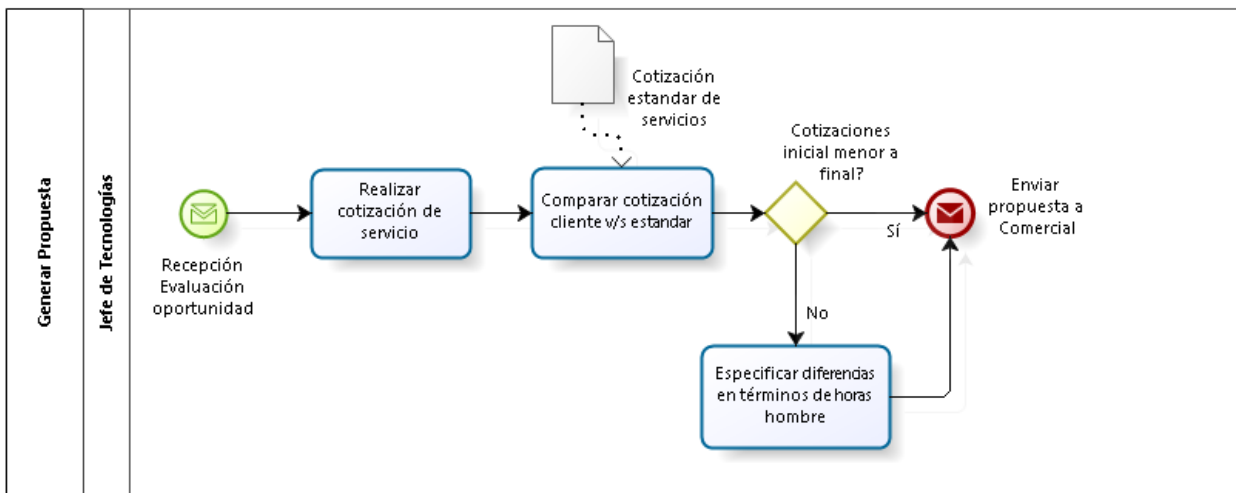 Generar Propuesta
Jefe de Tecnologías
Recepción
Evaluación
oportunidad
Realizar
cotización de
servicio
Cotización
estandar de
servicios
Comparar cotización
cliente v/s estandar
Cotizaciones
inicial menor a
final?
Sí
No
Especificar diferencias
en términos de horas
hombre
Enviar
propuesta a
Comercial